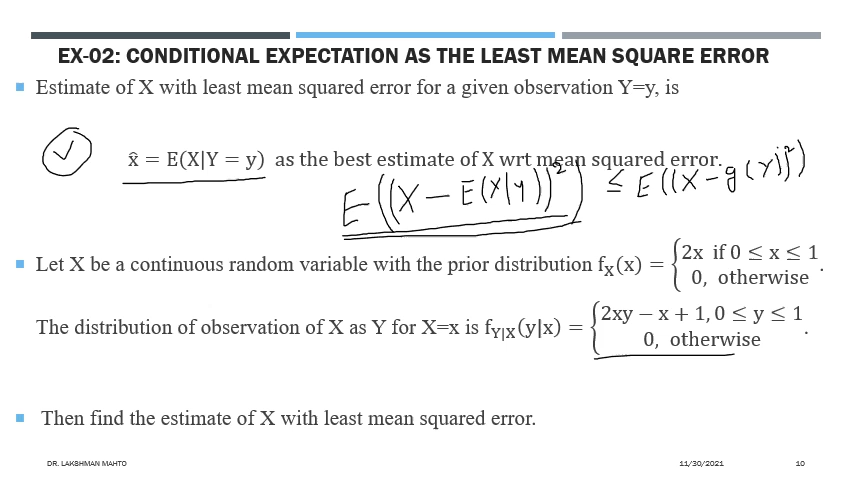 EX-02: CONDITIONAL EXPECTATION AS THE LEAST MEAN SQUARE ERROR
Estimate of X with least mean squared error for a given observation Y=y, is
x̂ = E(X|Y = y) as the best estimate of X wrt mean squared error.
E((X − E(X|Y))²) ≤ E((X − g(Y))²)
Let X be a continuous random variable with the prior distribution f_X(x) = {2x if 0 ≤ x ≤ 1
0, otherwise .
The distribution of observation of X as Y for X=x is f_Y|X(y|x) = {2xy − x + 1, 0 ≤ y ≤ 1
0, otherwise .
Then find the estimate of X with least mean squared error.
DR. LAKSHMAN MAHTO 11/30/2021 10